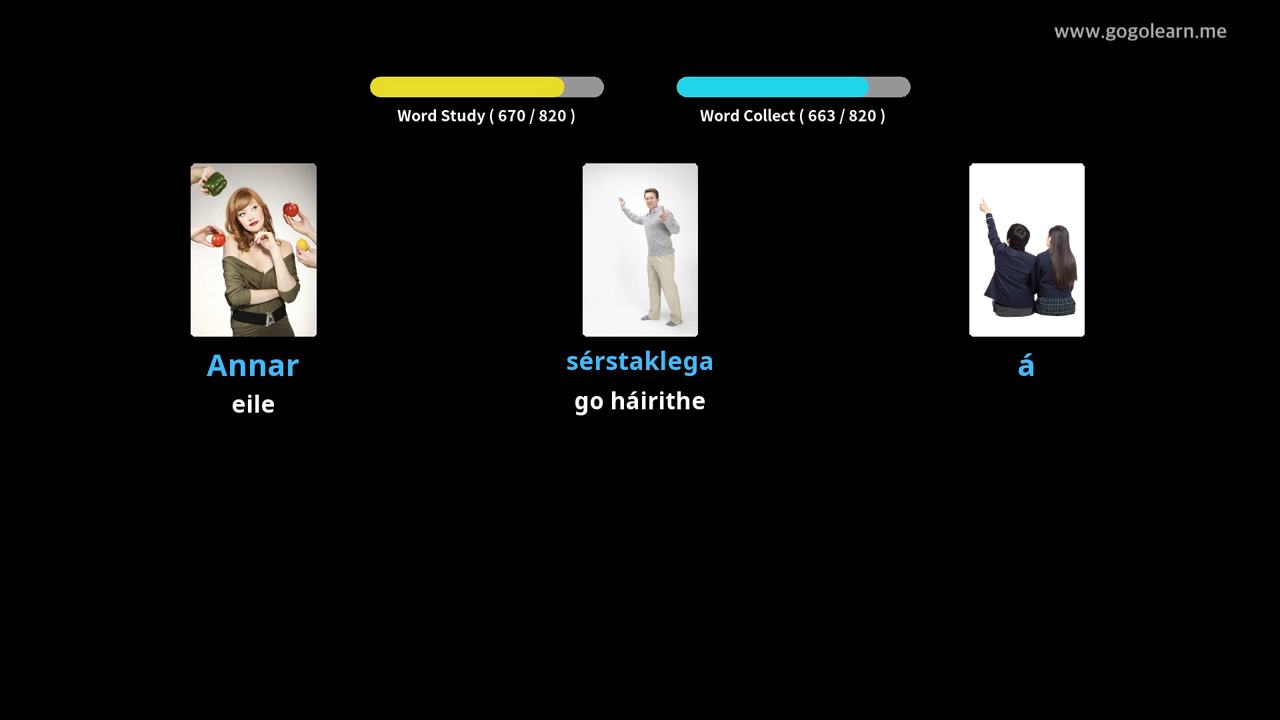 www.gogolearn.me
Word Study ( 670 / 820 )
Word Collect ( 663 / 820 )
Annar
eile
sérstaklega
go háirithe
á